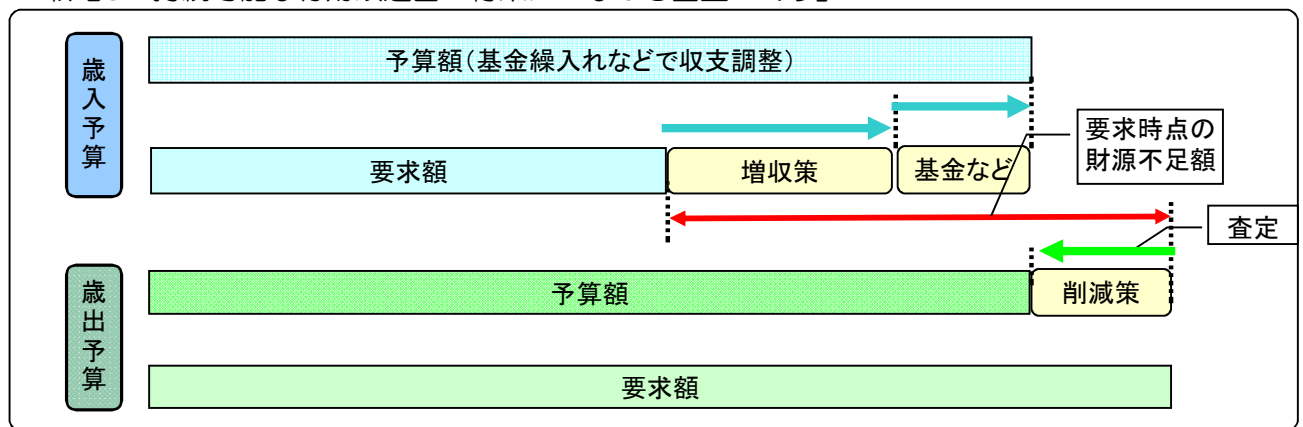 歳入予算
予算額(基金繰入れなどで収支調整)
要求額
増収策
基金など
要求時点の
財源不足額
査定
歳出予算
予算額
削減策
要求額